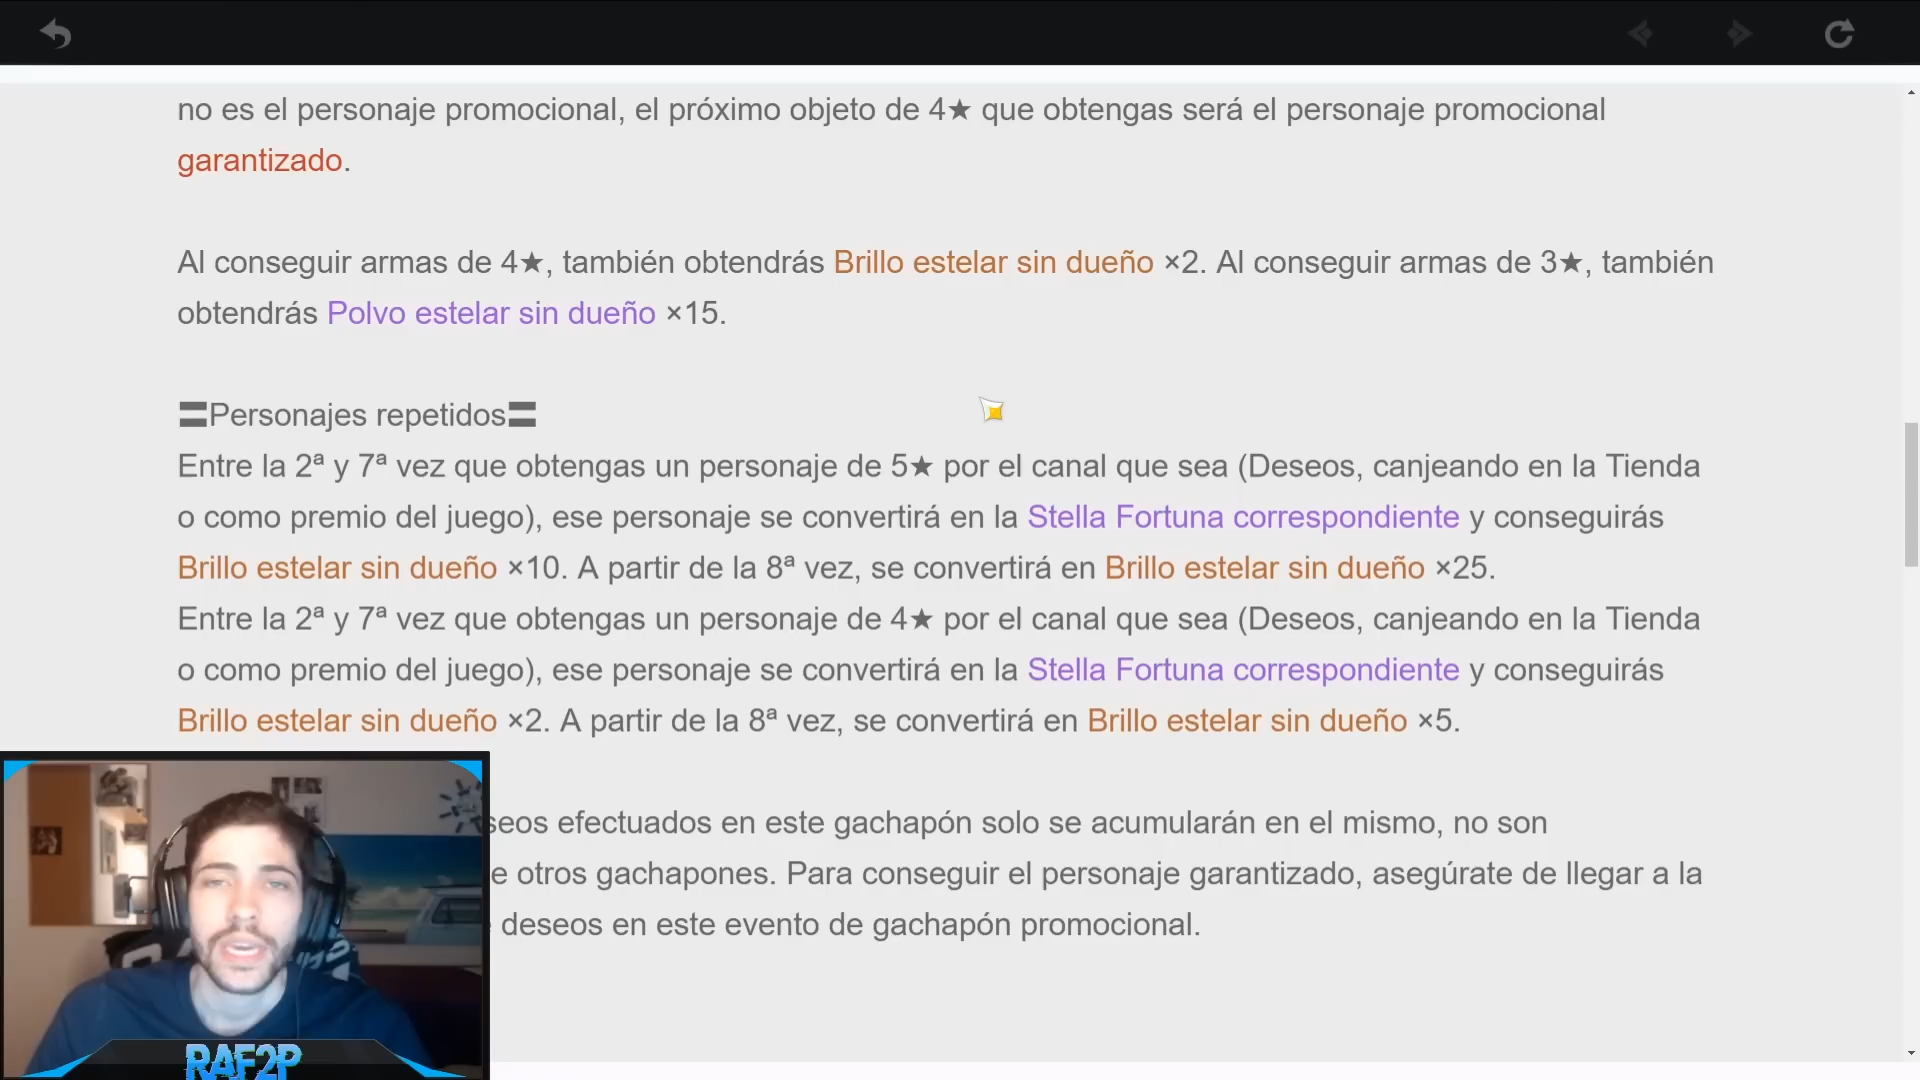 no es el personaje promocional, el próximo objeto de 4★ que obtengas será el personaje promocional
garantizado.
Al conseguir armas de 4★, también obtendrás Brillo estelar sin dueño ×2. Al conseguir armas de 3★, también
obtendrás Polvo estelar sin dueño ×15.
〓Personajes repetidos〓
Entre la 2ª y 7ª vez que obtengas un personaje de 5★ por el canal que sea (Deseos, canjeando en la Tienda
o como premio del juego), ese personaje se convertirá en la Stella Fortuna correspondiente y conseguirás
Brillo estelar sin dueño ×10. A partir de la 8ª vez, se convertirá en Brillo estelar sin dueño ×25.
Entre la 2ª y 7ª vez que obtengas un personaje de 4★ por el canal que sea (Deseos, canjeando en la Tienda
o como premio del juego), ese personaje se convertirá en la Stella Fortuna correspondiente y conseguirás
Brillo estelar sin dueño ×2. A partir de la 8ª vez, se convertirá en Brillo estelar sin dueño ×5.
seos efectuados en este gachapón solo se acumularán en el mismo, no son
e otros gachapones. Para conseguir el personaje garantizado, asegúrate de llegar a la
deseos en este evento de gachapón promocional.
RAF2P